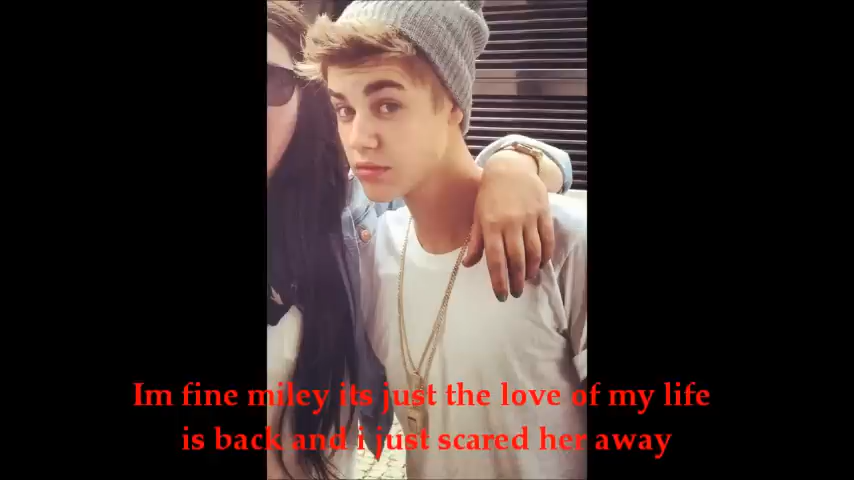 Im fine miley its just the love of my life
is back and i just scared her away